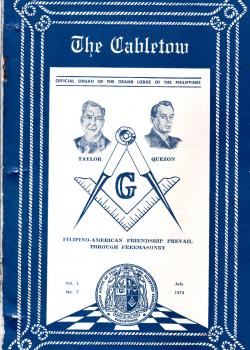 The Cabletow
OFFICIAL ORGAN OF THE GRAND LODGE OF THE PHILIPPINES
TAYLOR QUEZON
G
FILIPINO-AMERICAN FRIENDSHIP PREVAIL
THROUGH FREEMASONRY
Vol. L July
No. 7 1975